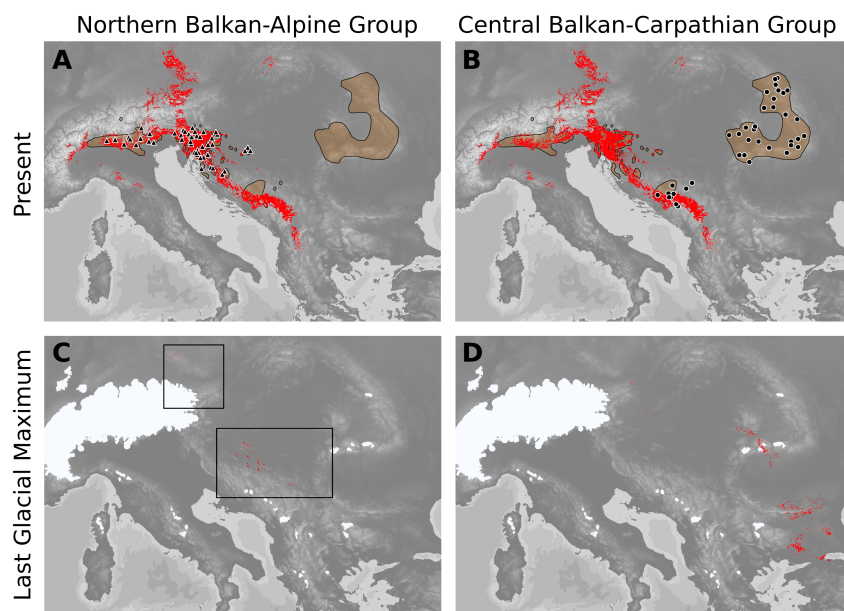 Northern Balkan-Alpine Group
Central Balkan-Carpathian Group
Present
A
B
Last Glacial Maximum
C
D